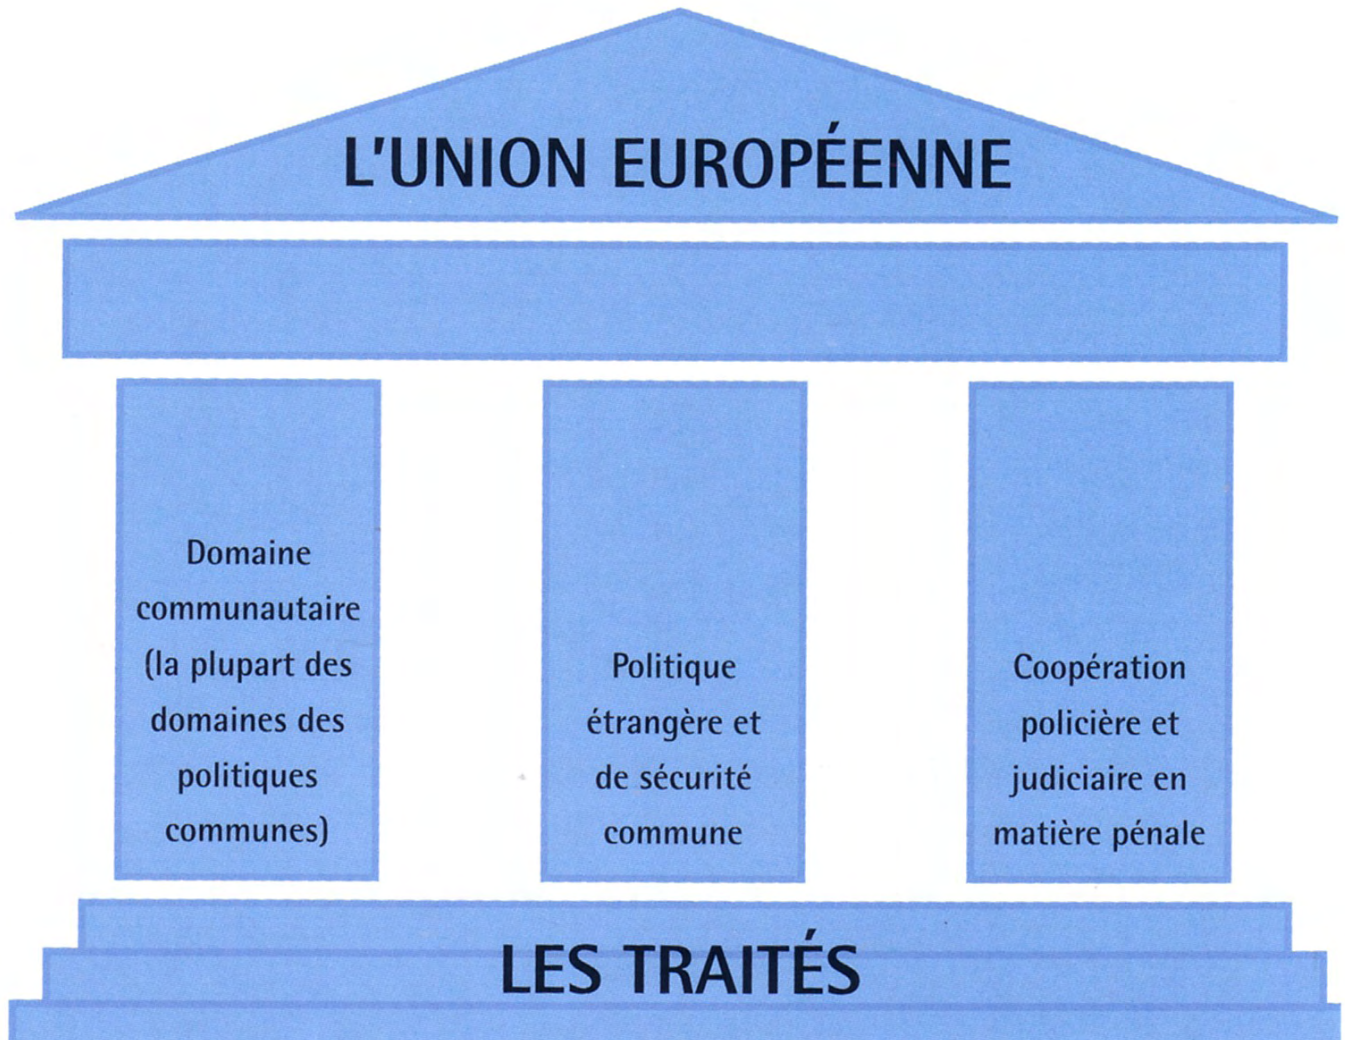 L'UNION EUROPÉENNE
Domaine
communautaire
(la plupart des
domaines des
politiques
communes)
Politique
étrangère et
de sécurité
commune
Coopération
policière et
judiciaire en
matière pénale
LES TRAITÉS